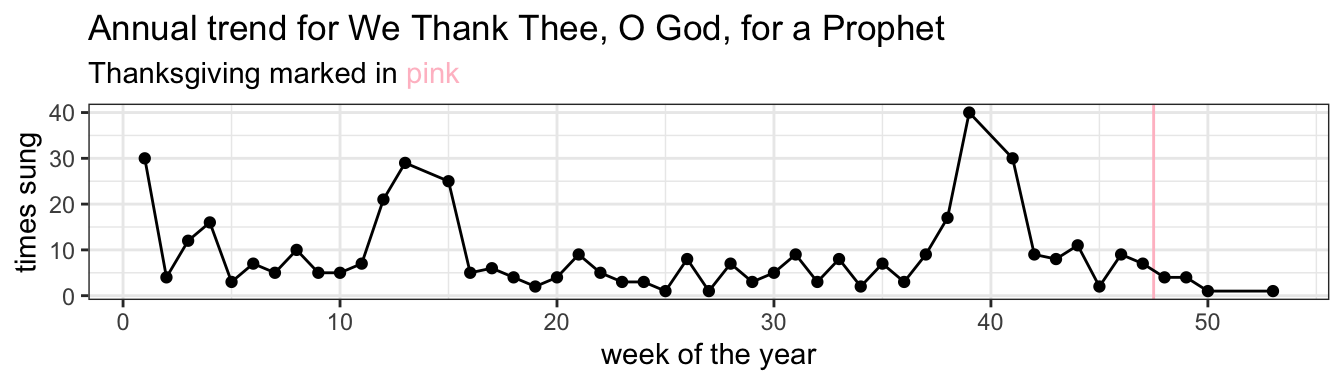 Annual trend for We Thank Thee, O God, for a Prophet
Thanksgiving marked in pink
40
30
20
10
0
times sung
0 10 20 30 40 50
week of the year